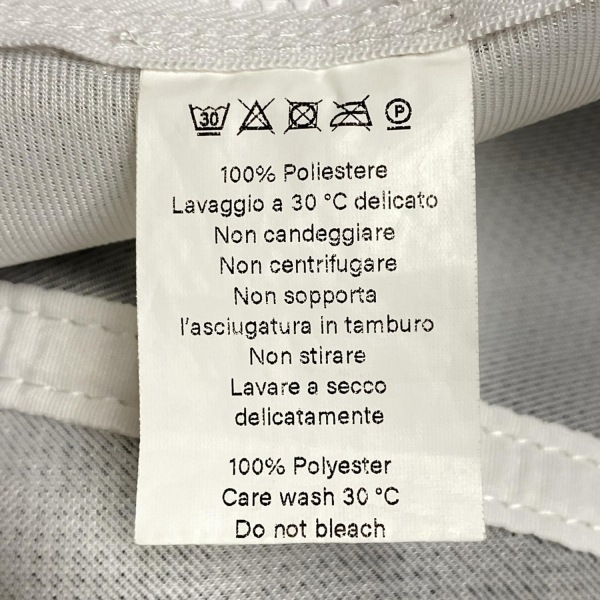 30 P
100% Poliestere
Lavaggio a 30 °C delicato
Non candeggiare
Non centrifugare
Non sopporta
l'asciugatura in tamburo
Non stirare
Lavare a secco
delicatamente
100% Polyester
Care wash 30 °C
Do not bleach